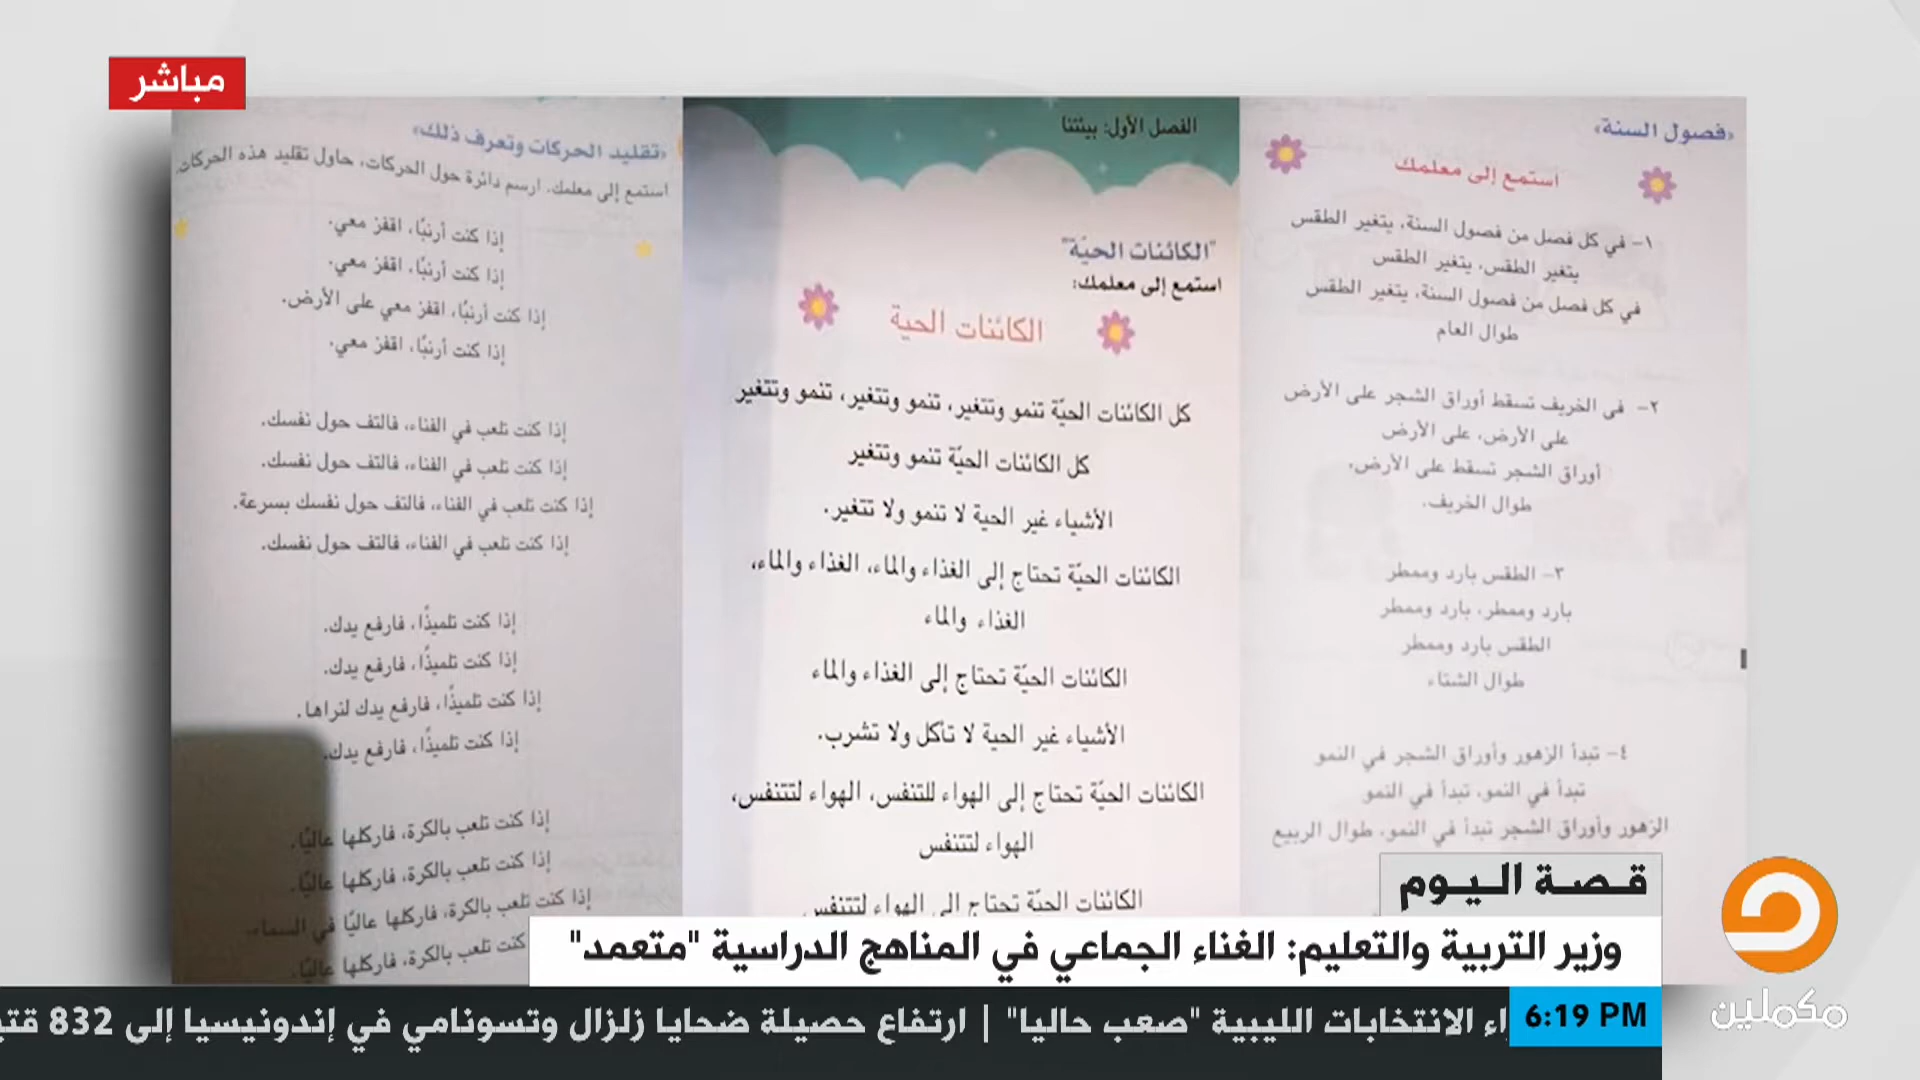 مباشر
«فصول السنة»
استمع إلى معلمك
١- في كل فصل من فصول السنة، يتغير الطقس
يتغير الطقس، يتغير الطقس
في كل فصل من فصول السنة، يتغير الطقس
طوال العام
٢- فى الخريف تسقط أوراق الشجر على الأرض
على الأرض، على الأرض
أوراق الشجر تسقط على الأرض،
طوال الخريف.
٣- الطقس بارد وممطر
بارد وممطر، بارد وممطر
الطقس بارد وممطر
طوال الشتاء
٤- تبدأ الزهور وأوراق الشجر في النمو
تبدأ في النمو، تبدأ في النمو
الزهور وأوراق الشجر تبدأ في النمو، طوال الربيع
الفصل الأول: بيئتنا
"الكائنات الحيّة"
استمع إلى معلمك:
الكائنات الحية
كل الكائنات الحيّة تنمو وتتغير، تنمو وتتغير، تنمو وتتغير
كل الكائنات الحيّة تنمو وتتغير
الأشياء غير الحية لا تنمو ولا تتغير.
الكائنات الحيّة تحتاج إلى الغذاء والماء، الغذاء والماء،
الغذاء والماء
الكائنات الحيّة تحتاج إلى الغذاء والماء
الأشياء غير الحية لا تأكل ولا تشرب.
الكائنات الحيّة تحتاج إلى الهواء للتنفس، الهواء لتتنفس،
الهواء لتتنفس
الكائنات الحيّة تحتاج إلى الهواء لتتنفس
«تقليد الحركات وتعرف ذلك»
استمع إلى معلمك. ارسم دائرة حول الحركات، حاول تقليد هذه الحركات.
إذا كنت أرنبًا، اقفز معي.
إذا كنت أرنبًا، اقفز معي.
إذا كنت أرنبًا، اقفز معي على الأرض.
إذا كنت أرنبًا، اقفز معي.
إذا كنت تلعب في الفناء، فالتف حول نفسك.
إذا كنت تلعب في الفناء، فالتف حول نفسك.
إذا كنت تلعب في الفناء، فالتف حول نفسك بسرعة.
إذا كنت تلعب في الفناء، فالتف حول نفسك.
إذا كنت تلميذًا، فارفع يدك.
إذا كنت تلميذًا، فارفع يدك.
إذا كنت تلميذًا، فارفع يدك لنراها.
إذا كنت تلميذًا، فارفع يدك.
إذا كنت تلعب بالكرة، فاركلها عاليًا.
إذا كنت تلعب بالكرة، فاركلها عاليًا.
إذا كنت تلعب بالكرة، فاركلها عاليًا في السماء.
كنت تلعب بالكرة، فاركلها عاليًا.
قصة اليوم
وزير التربية والتعليم: الغناء الجماعي في المناهج الدراسية "متعمد"
6:19 PM
اء الانتخابات الليبية "صعب حاليا" | ارتفاع حصيلة ضحايا زلزال وتسونامي في إندونيسيا إلى 832 قتي
مكملين